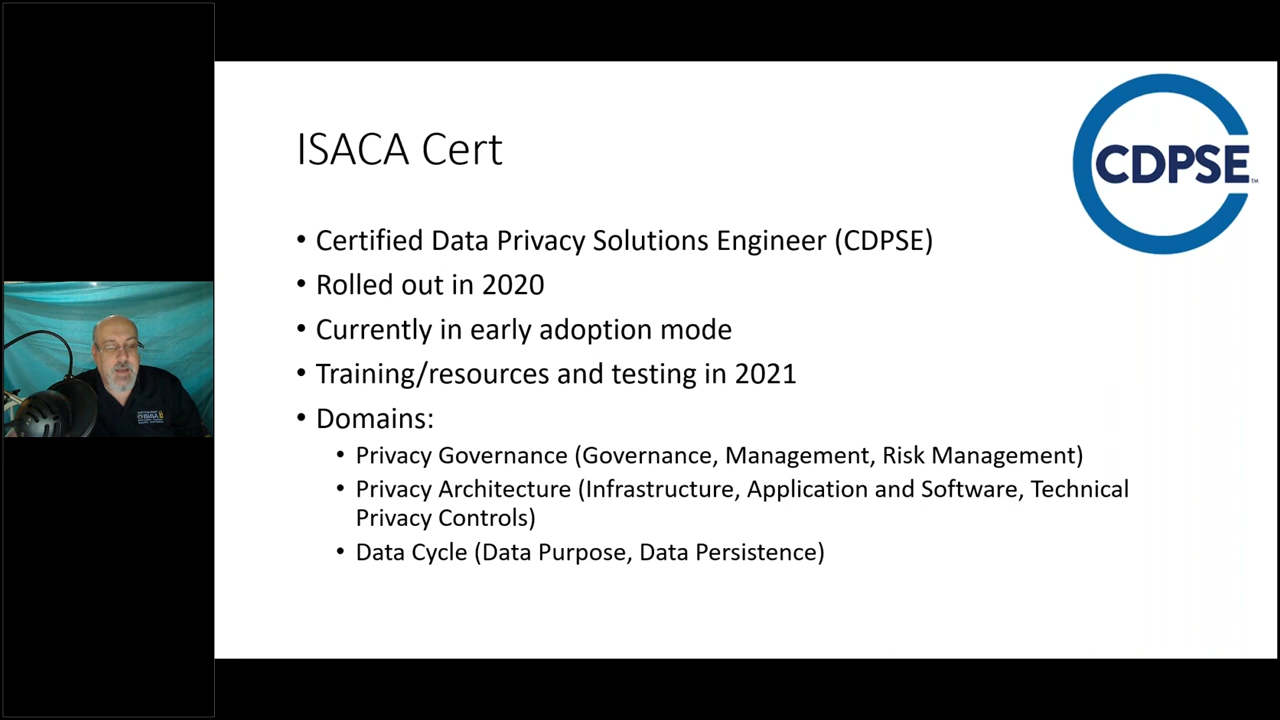 ISACA Cert
CDPSE™
• Certified Data Privacy Solutions Engineer (CDPSE)
• Rolled out in 2020
• Currently in early adoption mode
• Training/resources and testing in 2021
• Domains:
• Privacy Governance (Governance, Management, Risk Management)
• Privacy Architecture (Infrastructure, Application and Software, Technical
Privacy Controls)
• Data Cycle (Data Purpose, Data Persistence)